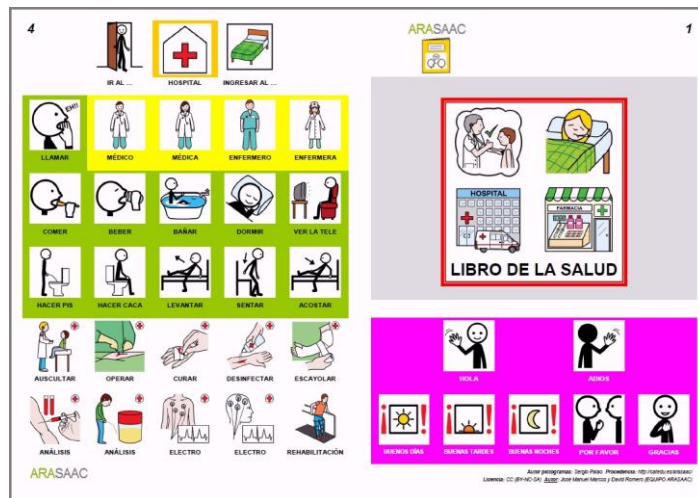 4
IR AL ... HOSPITAL INGRESAR AL ...
EH!!
LLAMAR MÉDICO MÉDICA ENFERMERO ENFERMERA
COMER BEBER BAÑAR DORMIR VER LA TELE
HACER PIS HACER CACA LEVANTAR SENTAR ACOSTAR
AUSCULTAR OPERAR CURAR DESINFECTAR ESCAYOLAR
ANÁLISIS ANÁLISIS ELECTRO ELECTRO REHABILITACIÓN
ARASAAC
ARASAAC 1
HOSPITAL FARMACIA
LIBRO DE LA SALUD
HOLA ADIOS
BUENOS DÍAS BUENAS TARDES BUENAS NOCHES POR FAVOR GRACIAS
Autor pictogramas: Sergio Palao Procedencia: http://catedu.es/arasaac/
Licencia: CC (BY-NC-SA) Autor: José Manuel Marcos y David Romero (EQUIPO ARASAAC)